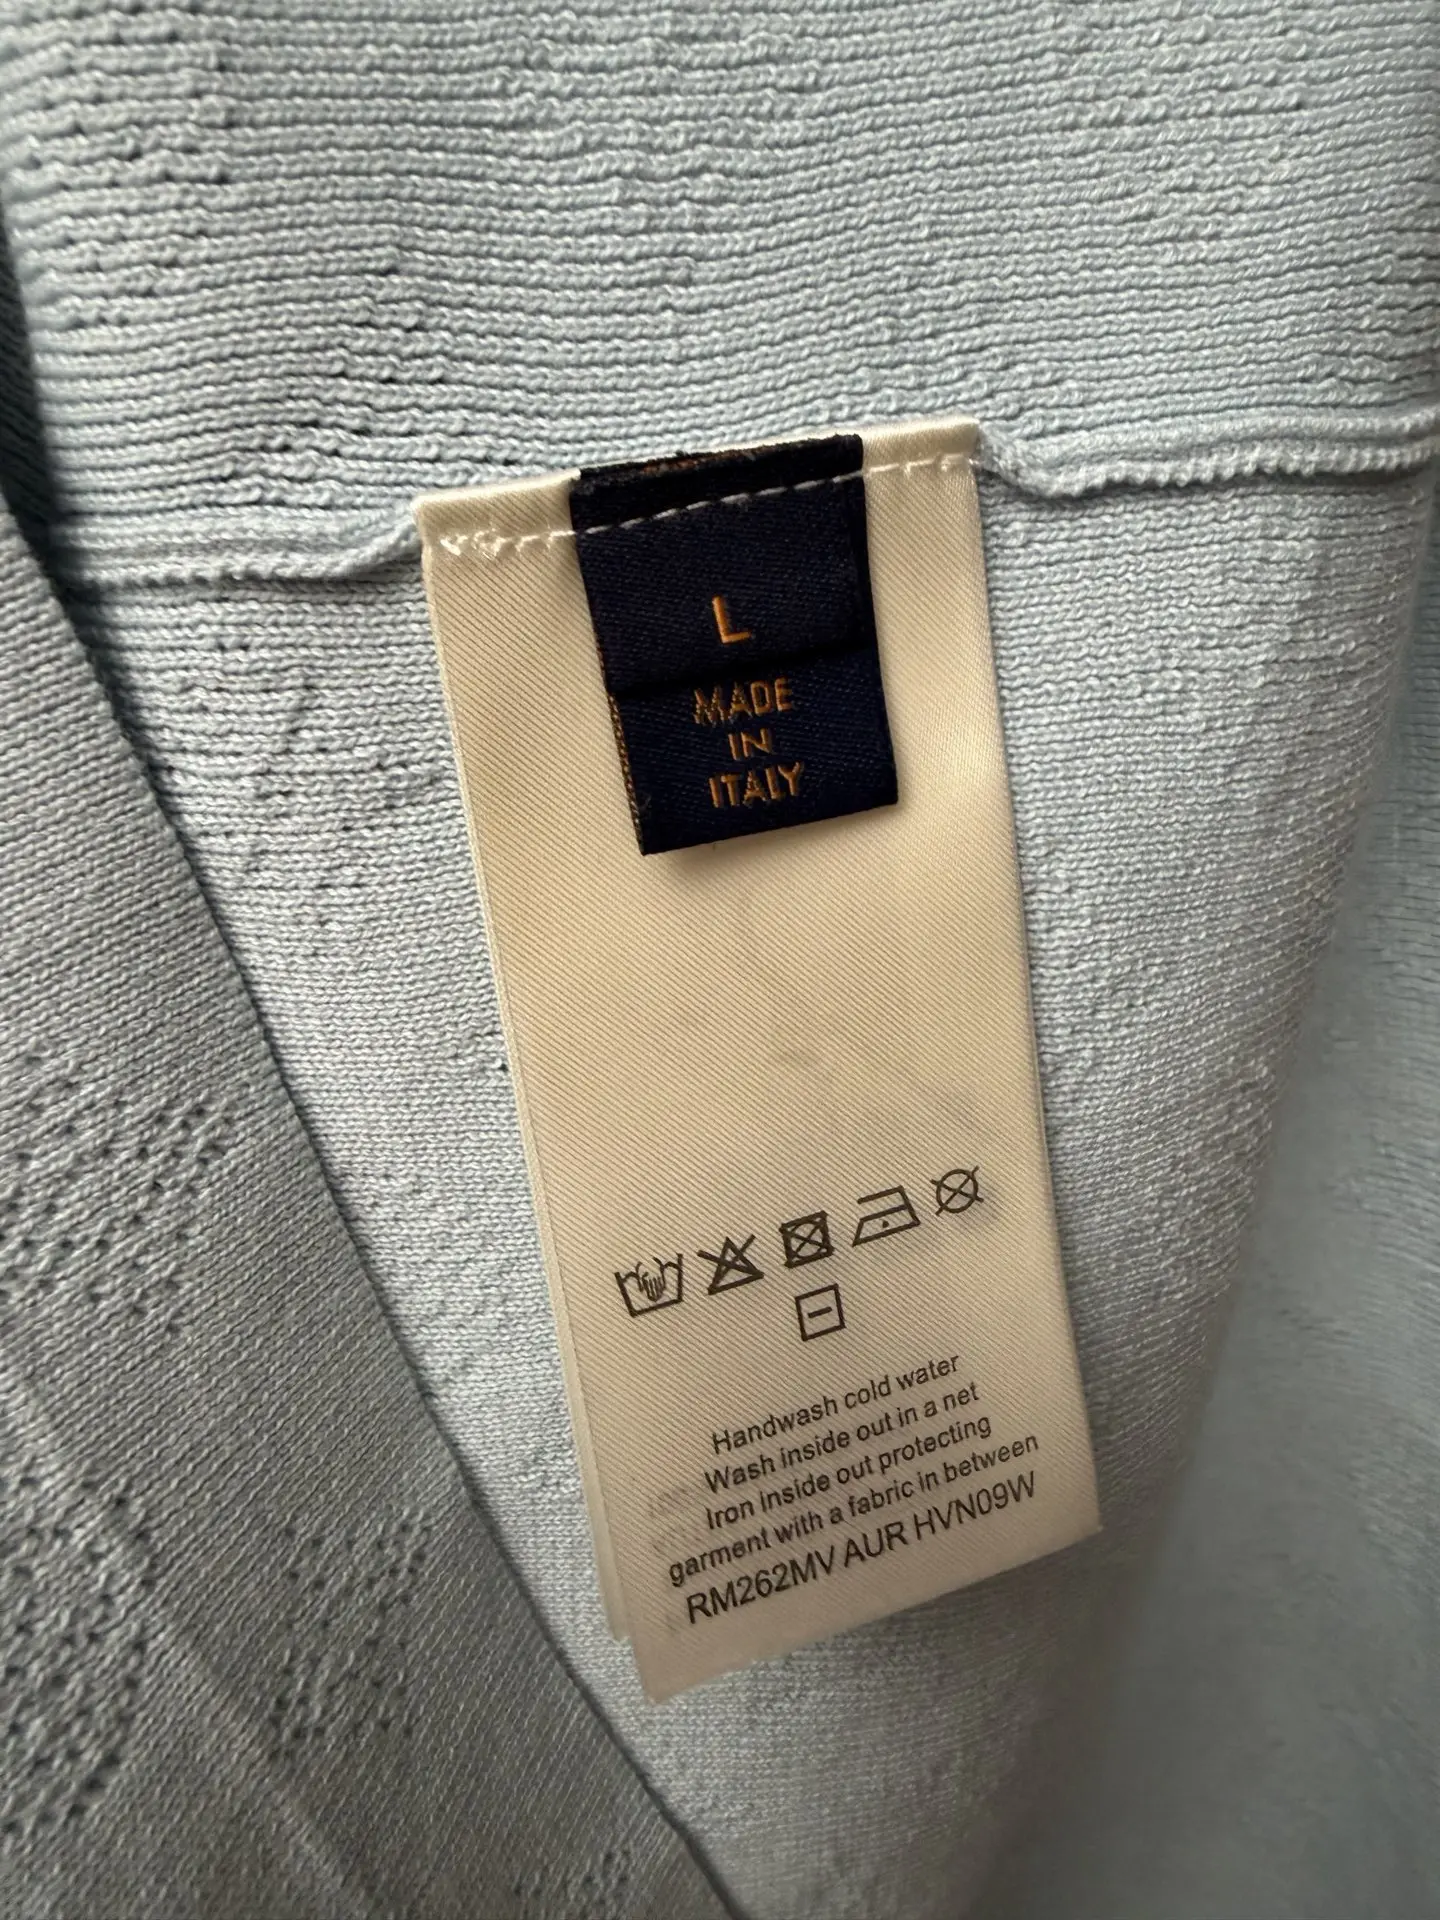 L
MADE
IN
ITALY
Handwash cold water
Wash inside out in a net
Iron inside out protecting
garment with a fabric in between
RM262MV AUR HVN09W